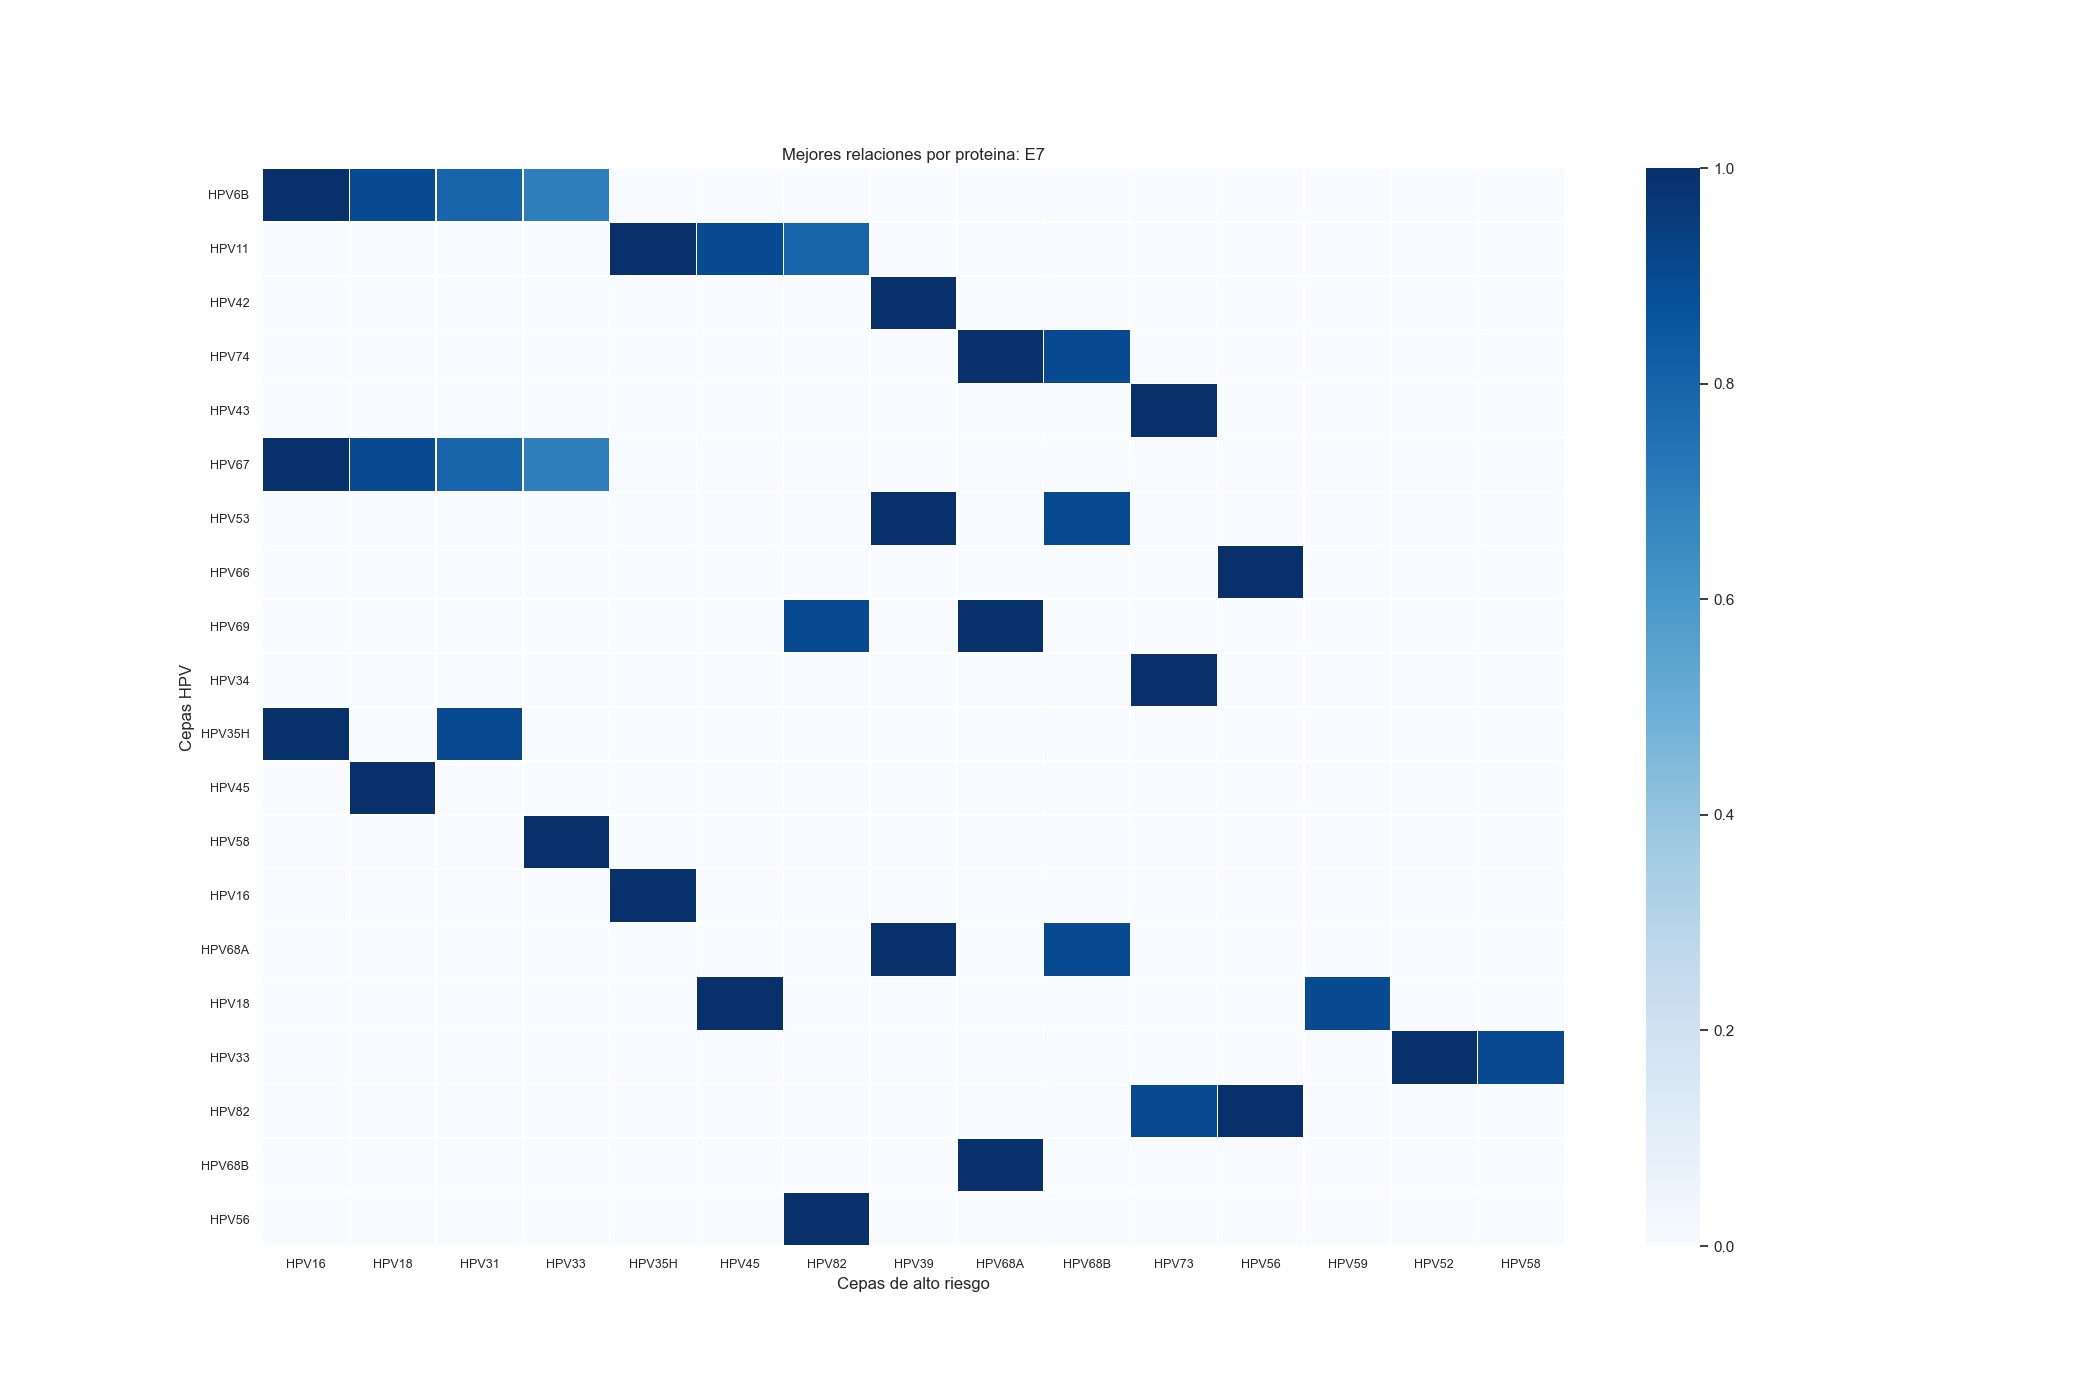 Mejores relaciones por proteina: E7
Cepas HPV
HPV6B
HPV11
HPV42
HPV74
HPV43
HPV67
HPV53
HPV66
HPV69
HPV34
HPV35H
HPV45
HPV58
HPV16
HPV68A
HPV18
HPV33
HPV82
HPV68B
HPV56
HPV16 HPV18 HPV31 HPV33 HPV35H HPV45 HPV82 HPV39 HPV68A HPV68B HPV73 HPV56 HPV59 HPV52 HPV58
Cepas de alto riesgo
1.0
0.8
0.6
0.4
0.2
0.0